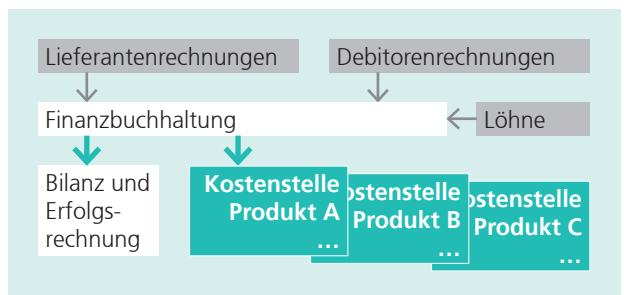 Lieferantenrechnungen
Debitorenrechnungen
Finanzbuchhaltung
Löhne
Bilanz und
Erfolgs-
rechnung
Kostenstelle
Produkt A
...
ostenstelle
Produkt B
...
ostenstelle
Produkt C
...